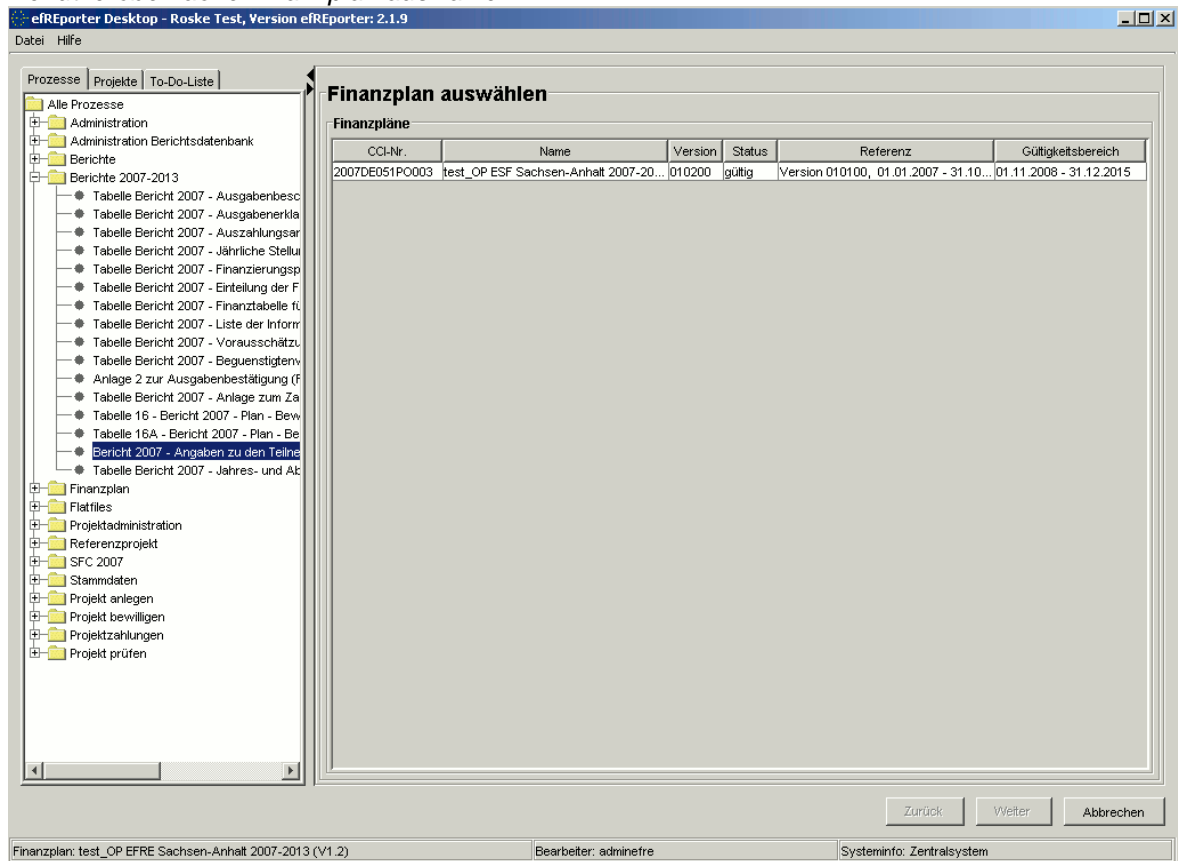 efREporter Desktop - Roske Test, Version efREporter: 2.1.9
Datei Hilfe
Prozesse Projekte To-Do-Liste
Alle Prozesse
Administration
Administration Berichtsdatenbank
Berichte
Berichte 2007-2013
Tabelle Bericht 2007 - Ausgabenbesc
Tabelle Bericht 2007 - Ausgabenerkla
Tabelle Bericht 2007 - Auszahlungsar
Tabelle Bericht 2007 - Jährliche Stellu
Tabelle Bericht 2007 - Finanzierungsp
Tabelle Bericht 2007 - Einteilung der F
Tabelle Bericht 2007 - Finanztabelle fü
Tabelle Bericht 2007 - Liste der Inform
Tabelle Bericht 2007 - Vorausschätzu
Tabelle Bericht 2007 - Beguenstigtenv
Anlage 2 zur Ausgabenbestätigung (F
Tabelle Bericht 2007 - Anlage zum Za
Tabelle 16 - Bericht 2007 - Plan - Bew
Tabelle 16A - Bericht 2007 - Plan - Be
Bericht 2007 - Angaben zu den Teilne
Tabelle Bericht 2007 - Jahres- und Ab
Finanzplan
Flatfiles
Projektadministration
Referenzprojekt
SFC 2007
Stammdaten
Projekt anlegen
Projekt bewilligen
Projektzahlungen
Projekt prüfen
Finanzplan auswählen
Finanzpläne
CCI-Nr. Name Version Status Referenz Gültigkeitsbereich
2007DE051PO003 test_OP ESF Sachsen-Anhalt 2007-20... 010200 gültig Version 010100, 01.01.2007 - 31.10... 01.11.2008 - 31.12.2015
Zurück Weiter Abbrechen
Finanzplan: test_OP EFRE Sachsen-Anhalt 2007-2013 (V1.2) Bearbeiter: adminefre Systeminfo: Zentralsystem